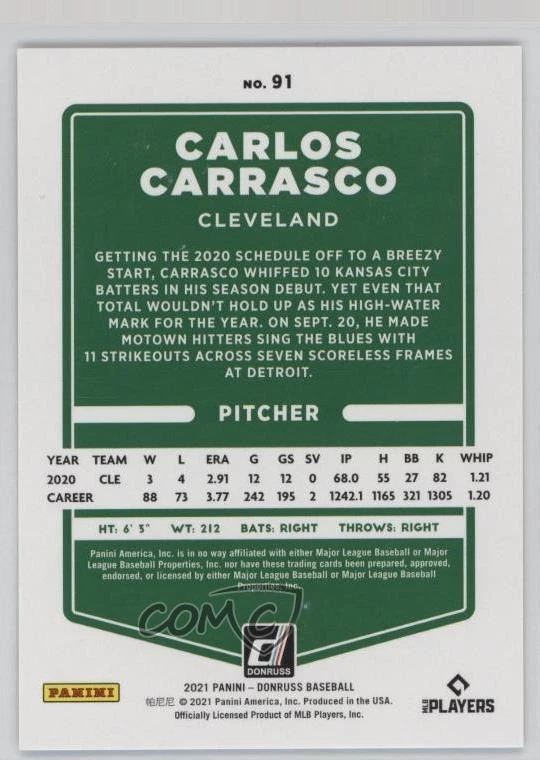 NO. 91
CARLOS
CARRASCO
CLEVELAND
GETTING THE 2020 SCHEDULE OFF TO A BREEZY
START, CARRASCO WHIFFED 10 KANSAS CITY
BATTERS IN HIS SEASON DEBUT. YET EVEN THAT
TOTAL WOULDN'T HOLD UP AS HIS HIGH-WATER
MARK FOR THE YEAR. ON SEPT. 20, HE MADE
MOTOWN HITTERS SING THE BLUES WITH
11 STRIKEOUTS ACROSS SEVEN SCORELESS FRAMES
AT DETROIT.
PITCHER
YEAR TEAM W L ERA G GS SV IP H BB K WHIP
2020 CLE 3 4 2.91 12 12 0 68.0 55 27 82 1.21
CAREER 88 73 3.77 242 195 2 1242.1 1165 321 1305 1.20
HT: 6' 3" WT: 212 BATS: RIGHT THROWS: RIGHT
Panini America, Inc. is in no way affiliated with either Major League Baseball or Major
League Baseball Properties, Inc. nor have these trading cards been prepared, approved,
endorsed, or licensed by either Major League Baseball or Major League Baseball
Properties, Inc.
COMC
D
DONRUSS
PANINI
2021 PANINI – DONRUSS BASEBALL
帕尼尼 © 2021 Panini America, Inc. Produced in the USA.
Officially Licensed Product of MLB Players, Inc.
MLB PLAYERS